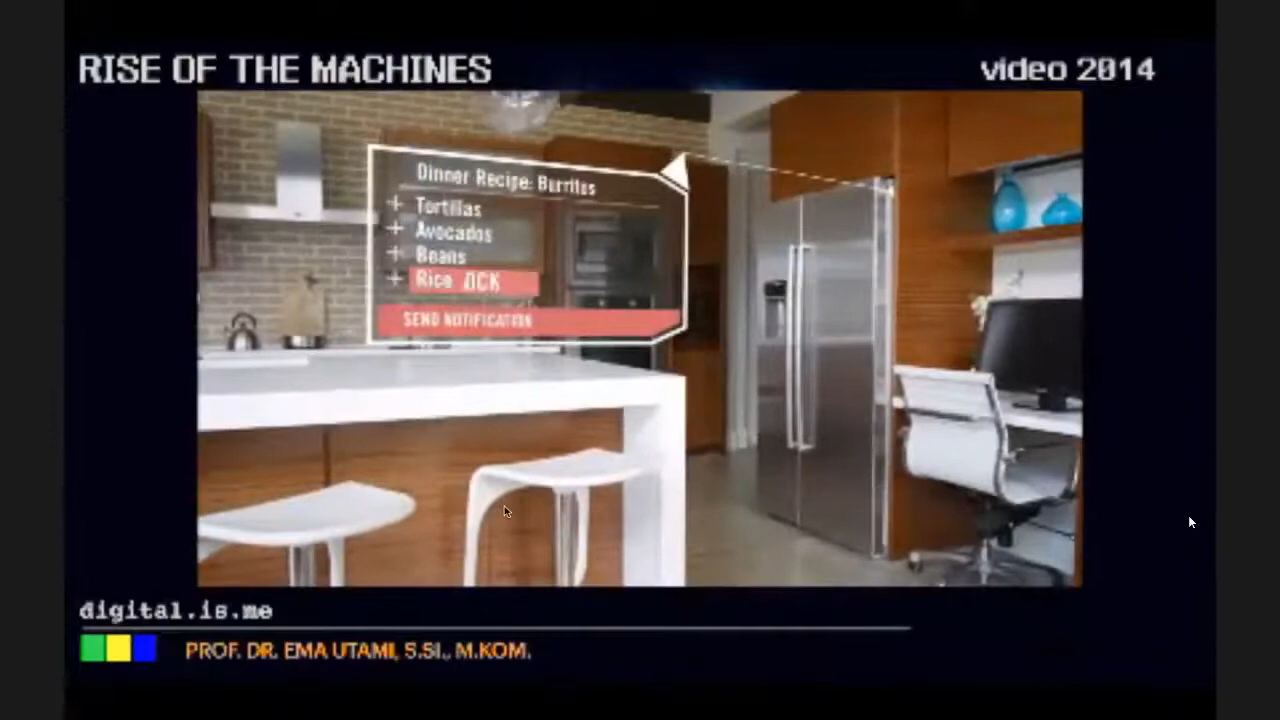 RISE OF THE MACHINES
video 2014
Dinner Recipe: Burritos
+ Tortillas
+ Avocados
+ Beans
+ Rice
SEND NOTIFICATION
digital.is.me
PROF. DR. EMA UTAMI, S.SI., M.KOM.